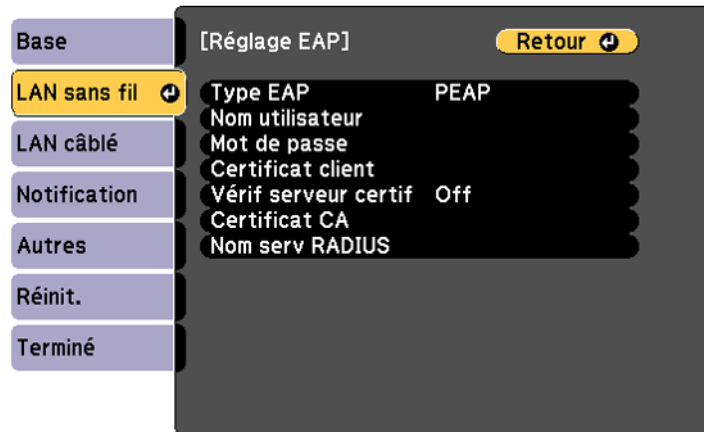 Base
LAN sans fil
LAN câblé
Notification
Autres
Réinit.
Terminé
[Réglage EAP] Retour
Type EAP PEAP
Nom utilisateur
Mot de passe
Certificat client
Vérif serveur certif Off
Certificat CA
Nom serv RADIUS